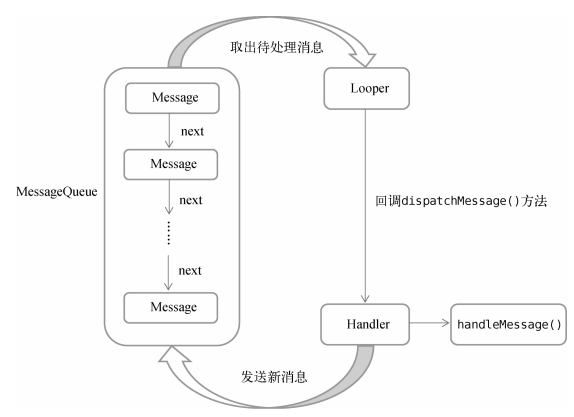 取出待处理消息
Message
Looper
next
Message
MessageQueue
next
回调dispatchMessage()方法
next
Message
Handler
handleMessage()
发送新消息